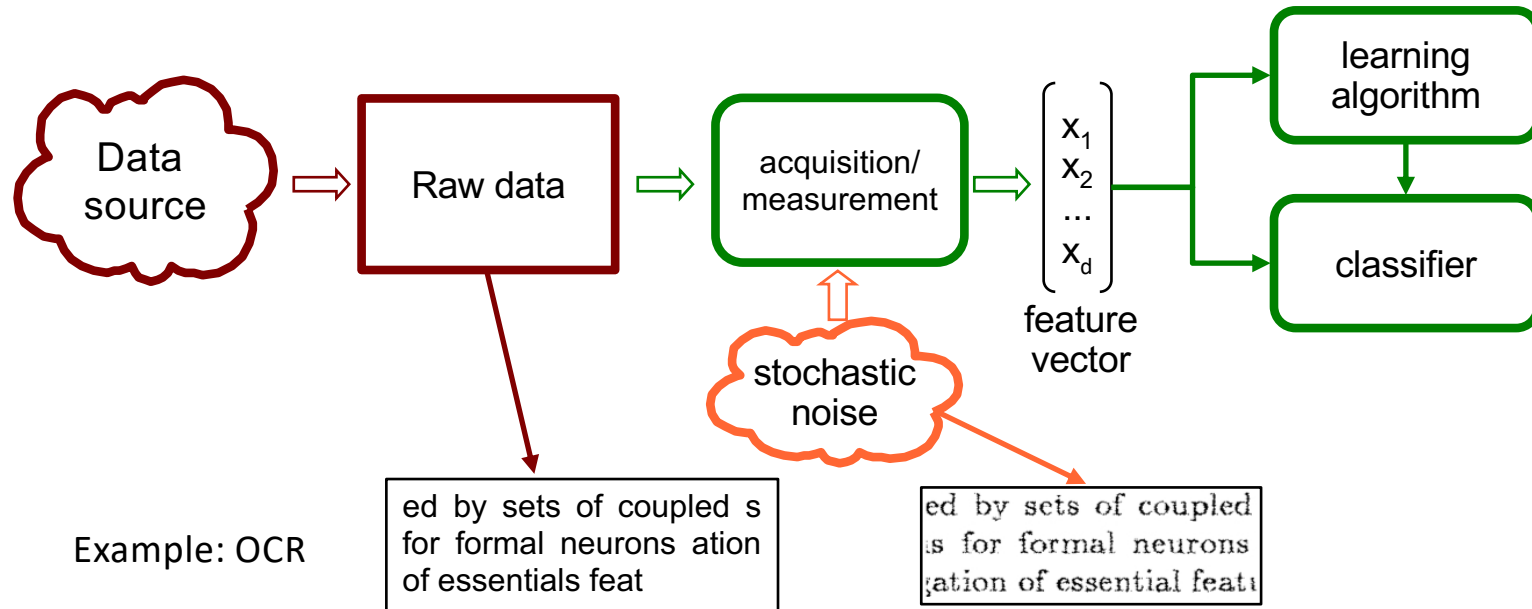 Data
source
Raw data
acquisition/
measurement
x1
x2
...
xd
feature
vector
learning
algorithm
classifier
stochastic
noise
Example: OCR
ed by sets of coupled s
for formal neurons ation
of essentials feat
ed by sets of coupled
s for formal neurons
gation of essential featu